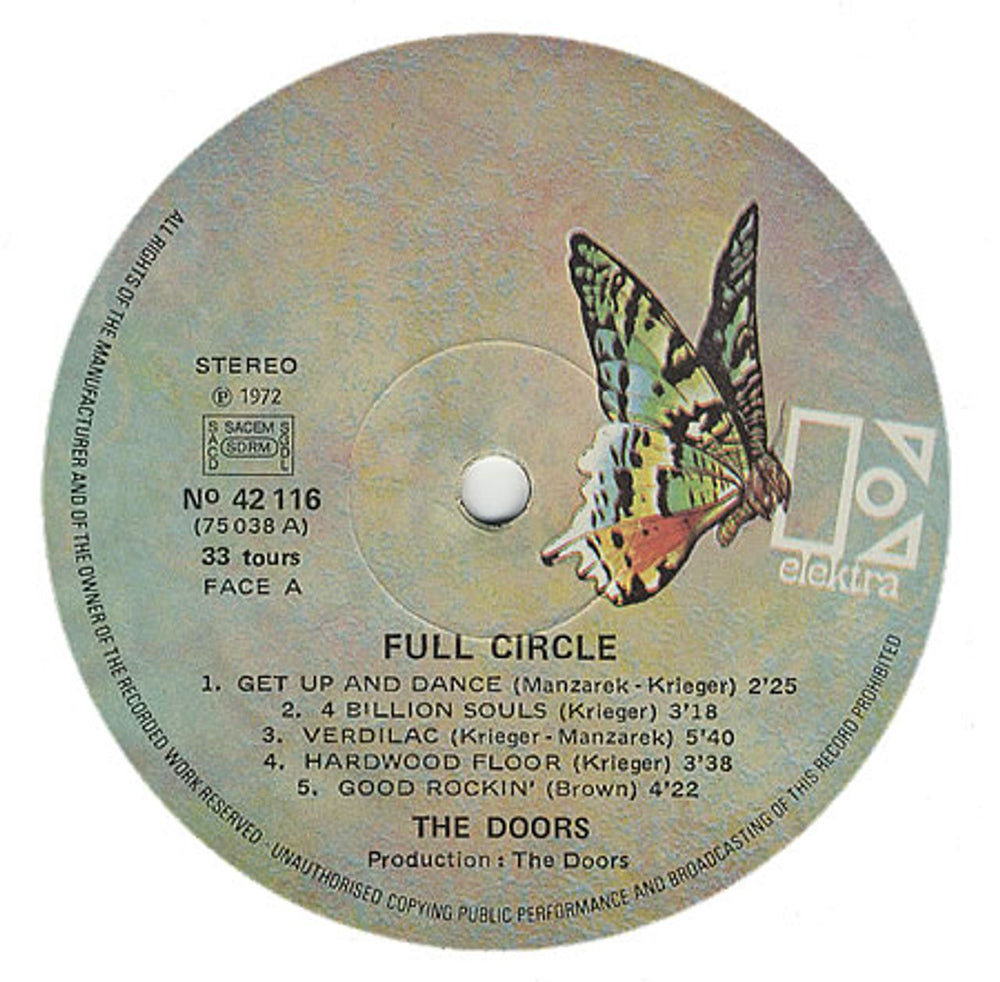 STEREO
℗ 1972
SACD SACEM SGDL
SDRM
Nº 42 116
(75 038 A)
33 tours
FACE A
elektra
FULL CIRCLE
1. GET UP AND DANCE (Manzarek - Krieger) 2'25
2. 4 BILLION SOULS (Krieger) 3'18
3. VERDILAC (Krieger - Manzarek) 5'40
4. HARDWOOD FLOOR (Krieger) 3'38
5. GOOD ROCKIN' (Brown) 4'22
THE DOORS
Production : The Doors
ALL RIGHTS OF THE MANUFACTURER AND OF THE OWNER OF THE RECORDED WORK RESERVED - UNAUTHORISED COPYING PUBLIC PERFORMANCE AND BROADCASTING OF THIS RECORD PROHIBITED